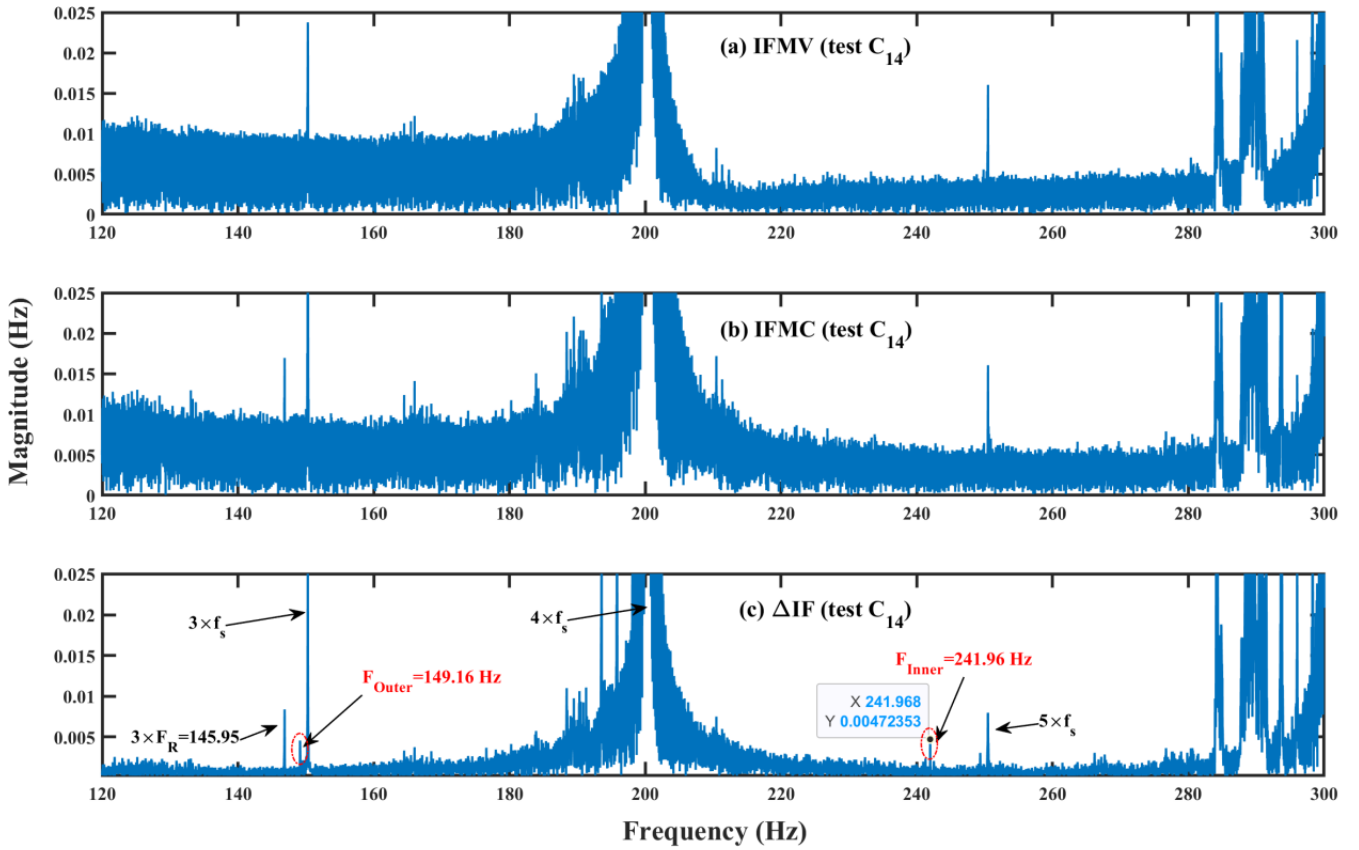 0.025
(a) IFMV (test C14)
0.02
0.015
0.01
0.005
0
120 140 160 180 200 220 240 260 280 300
Magnitude (Hz)
0.025
(b) IFMC (test C14)
0.02
0.015
0.01
0.005
0
120 140 160 180 200 220 240 260 280 300
0.025
(c) ΔIF (test C14)
3×fs
4×fs
0.02
0.015
FOuter=149.16 Hz
FInner=241.96 Hz
0.01
X 241.968
Y 0.00472353
3×FR=145.95
5×fs
0.005
120 140 160 180 200 220 240 260 280 300
Frequency (Hz)